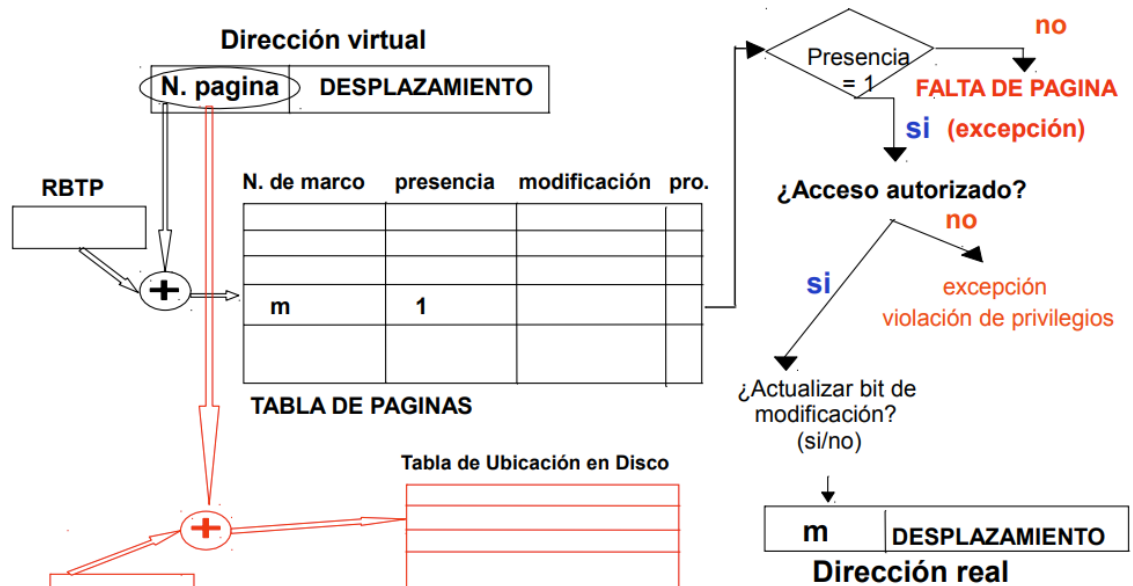 Dirección virtual
N. pagina
DESPLAZAMIENTO
RBTP
+
N. de marco
presencia
modificación
pro.
m
1
TABLA DE PAGINAS
Tabla de Ubicación en Disco
+
Presencia
= 1
no
FALTA DE PAGINA
si
(excepción)
¿Acceso autorizado?
no
si
excepción
violación de privilegios
¿Actualizar bit de
modificación?
(si/no)
m
DESPLAZAMIENTO
Dirección real